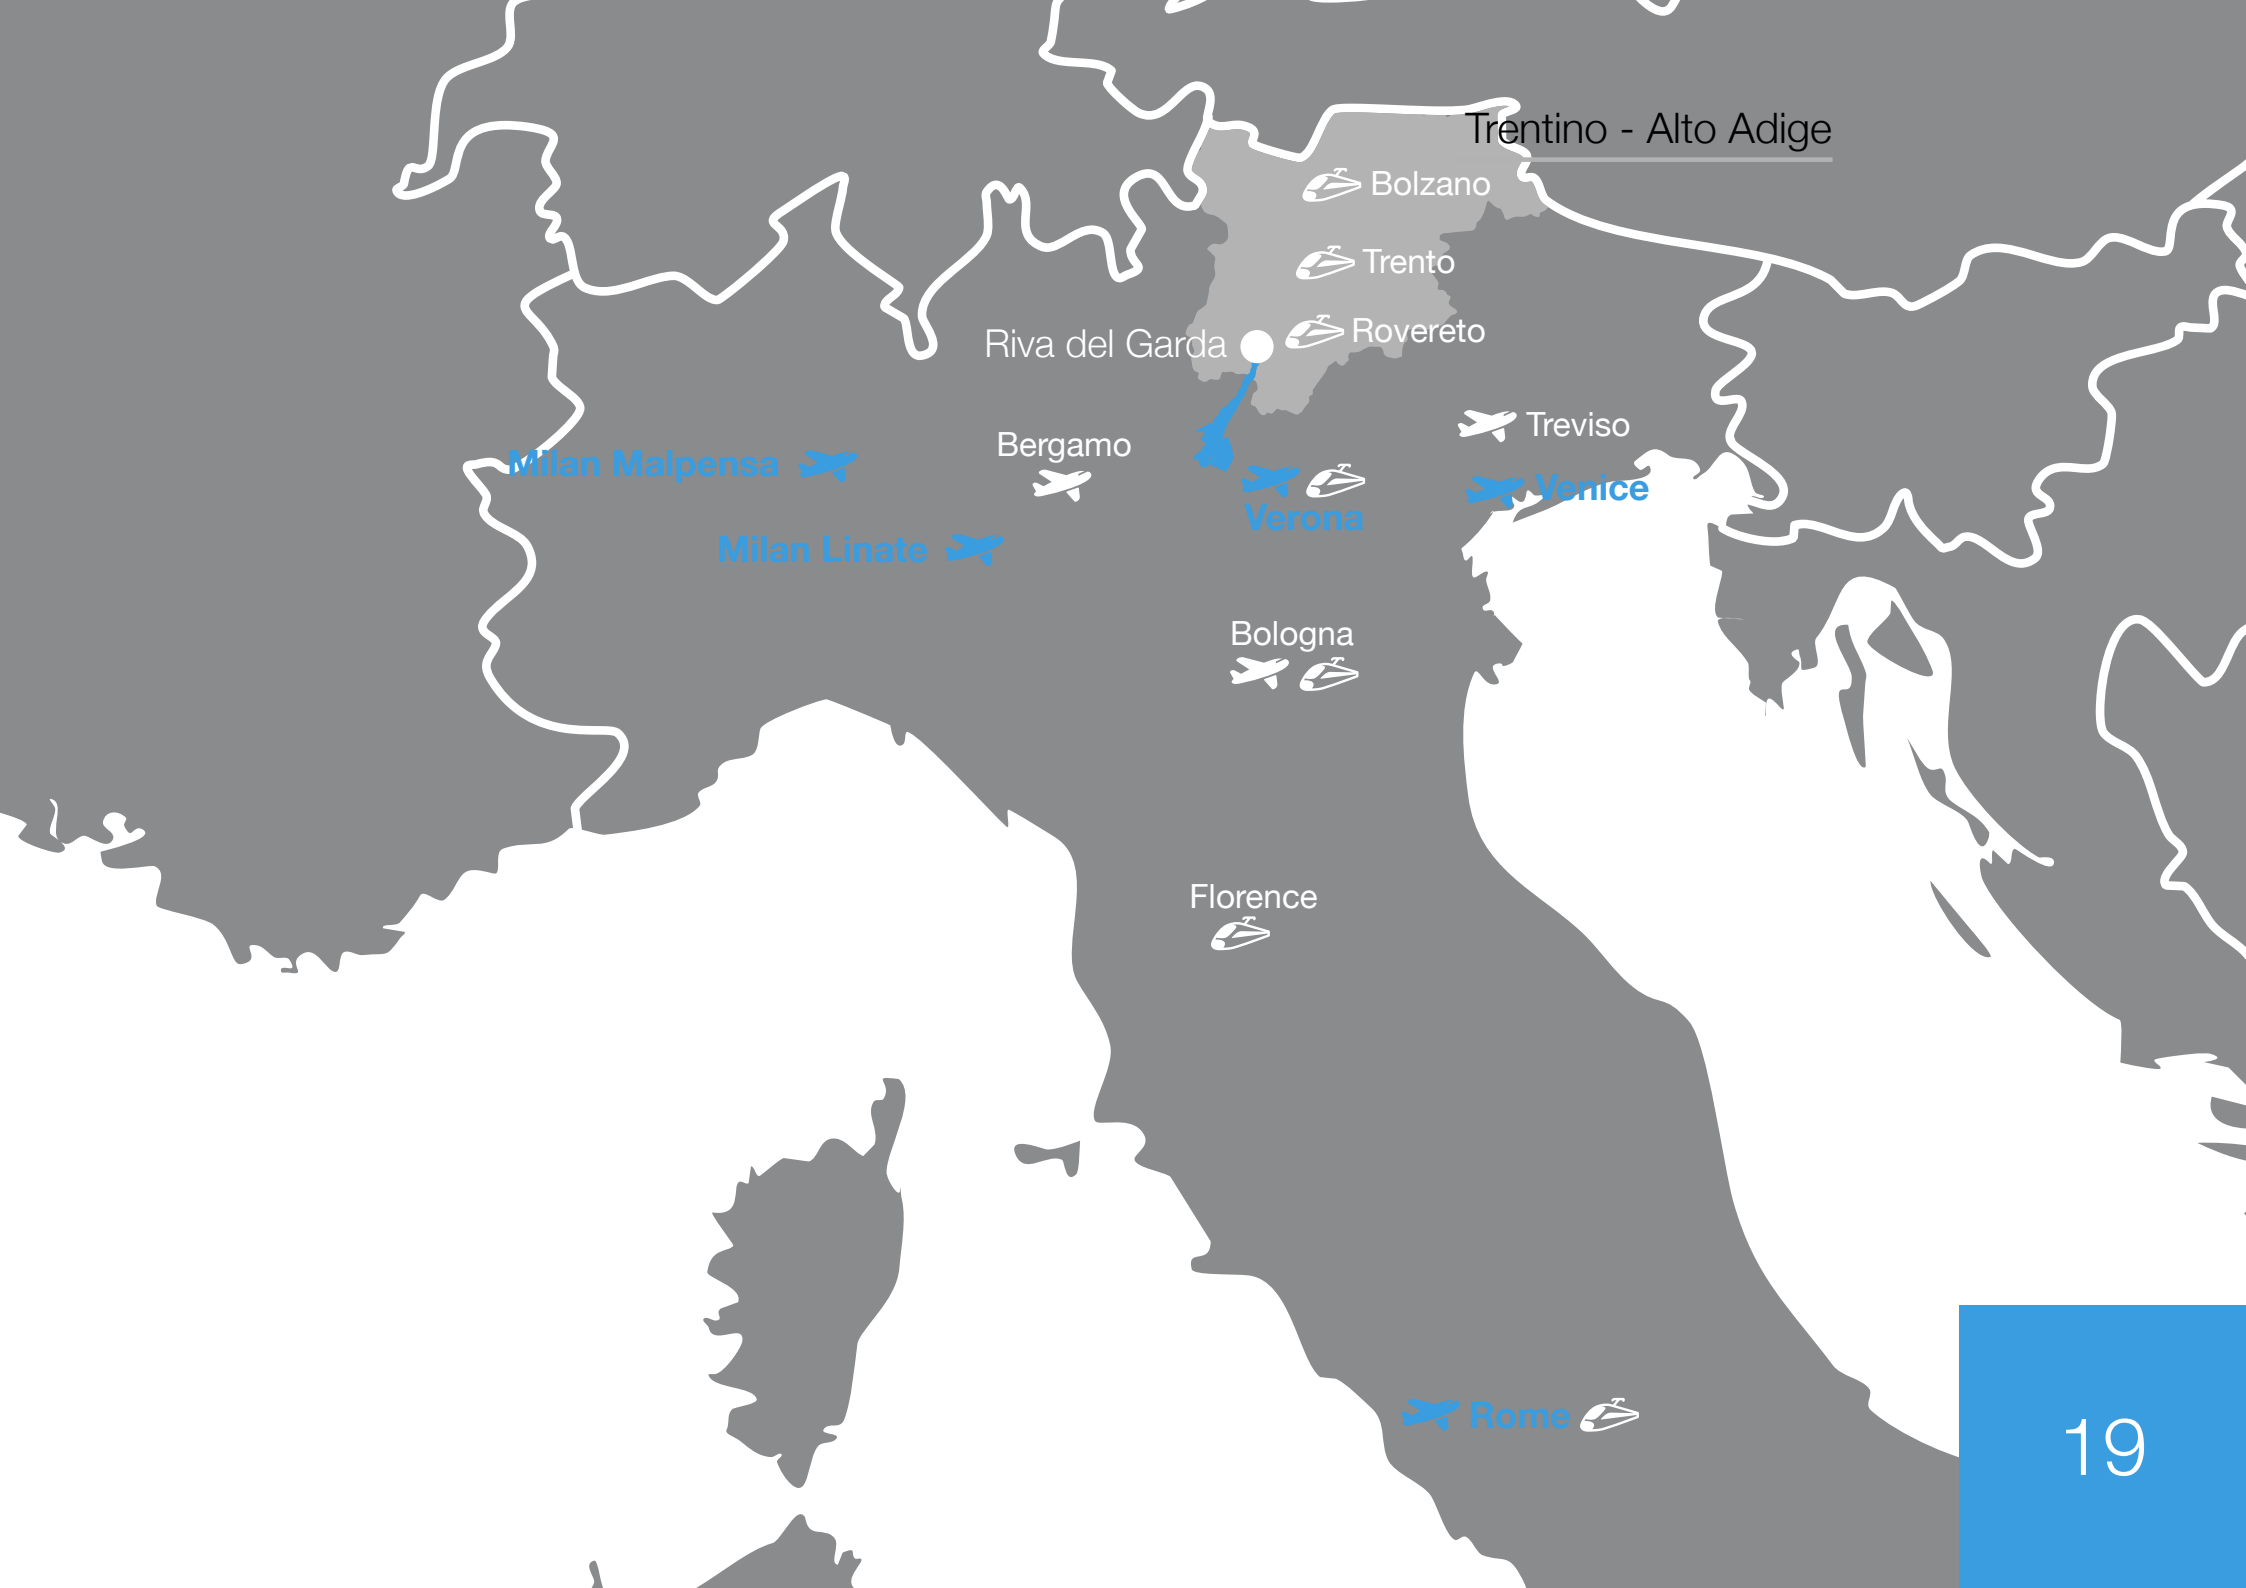 Trentino - Alto Adige
Bolzano
Trento
Rovereto
Riva del Garda
Treviso
Bergamo
Milan Malpensa
Venice
Verona
Milan Linate
Bologna
Florence
Rome
19